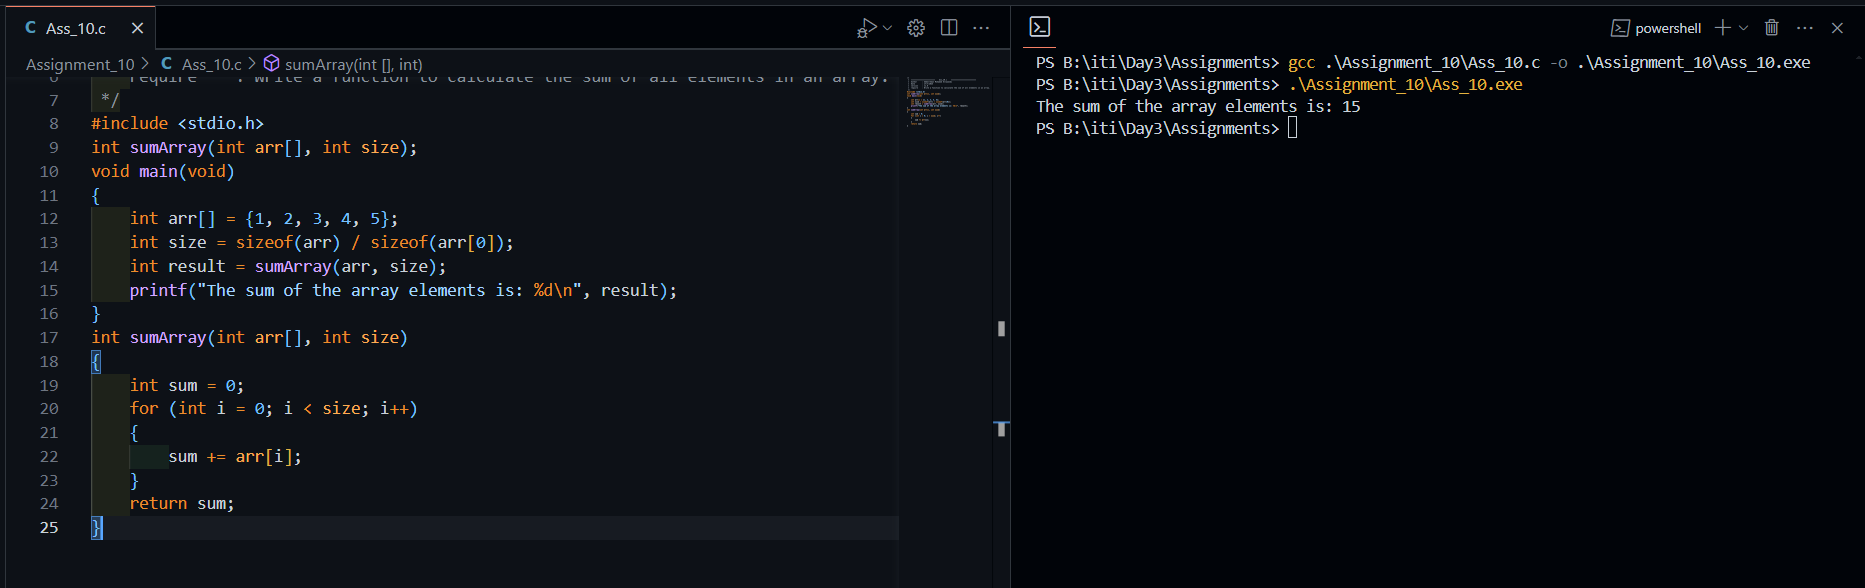 C Ass_10.c
powershell
Assignment_10 > C Ass_10.c > sumArray(int [], int)
7 */
8 #include <stdio.h>
9 int sumArray(int arr[], int size);
10 void main(void)
11 {
12 int arr[] = {1, 2, 3, 4, 5};
13 int size = sizeof(arr) / sizeof(arr[0]);
14 int result = sumArray(arr, size);
15 printf("The sum of the array elements is: %d\n", result);
16 }
17 int sumArray(int arr[], int size)
18 {
19 int sum = 0;
20 for (int i = 0; i < size; i++)
21 {
22 sum += arr[i];
23 }
24 return sum;
25 }
PS B:\iti\Day3\Assignments> gcc .\Assignment_10\Ass_10.c -o .\Assignment_10\Ass_10.exe
PS B:\iti\Day3\Assignments> .\Assignment_10\Ass_10.exe
The sum of the array elements is: 15
PS B:\iti\Day3\Assignments>